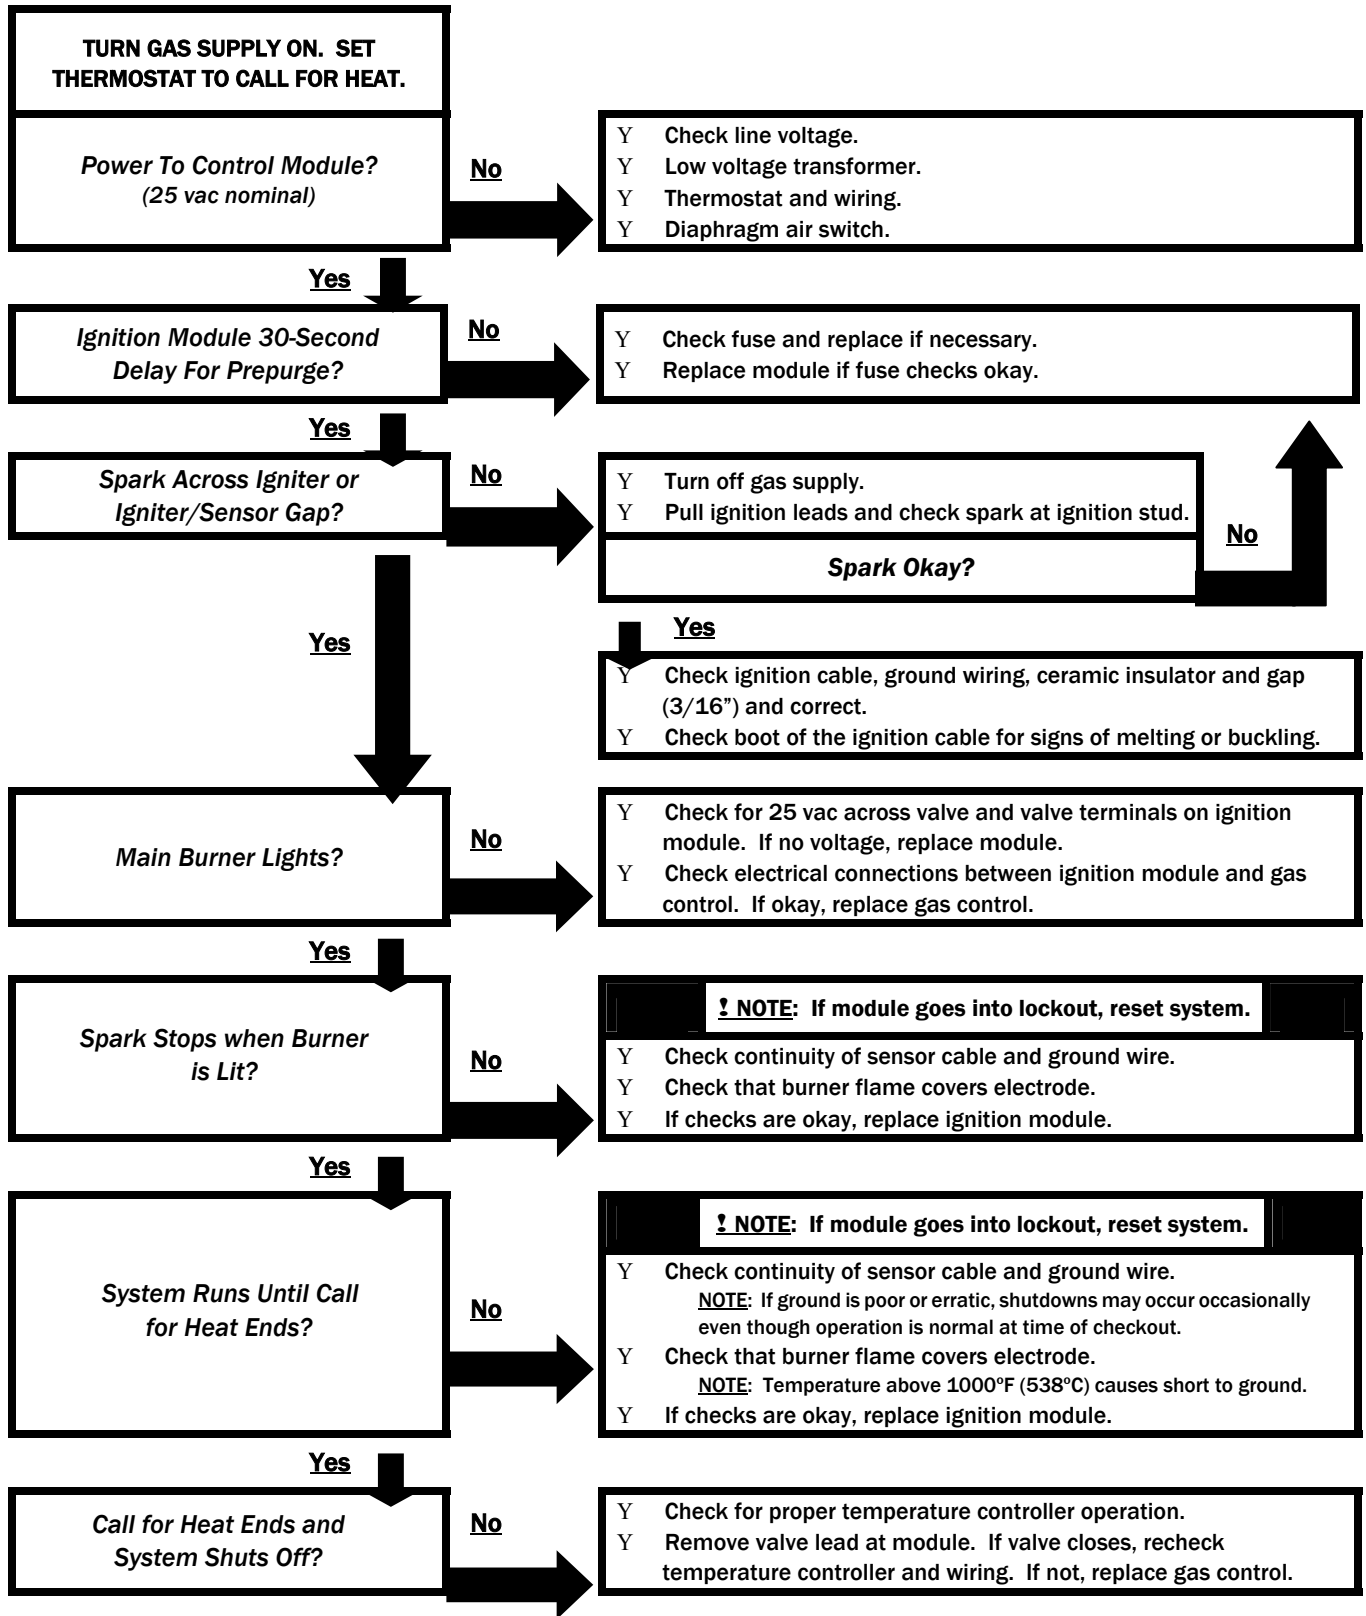 TURN GAS SUPPLY ON. SET
THERMOSTAT TO CALL FOR HEAT.
Power To Control Module?
(25 vac nominal)
No
Y Check line voltage.
Y Low voltage transformer.
Y Thermostat and wiring.
Y Diaphragm air switch.
Yes
Ignition Module 30-Second
Delay For Prepurge?
No
Y Check fuse and replace if necessary.
Y Replace module if fuse checks okay.
Yes
Spark Across Igniter or
Igniter/Sensor Gap?
No
Y Turn off gas supply.
Y Pull ignition leads and check spark at ignition stud.
Spark Okay?
No
Yes
Yes
Y Check ignition cable, ground wiring, ceramic insulator and gap
(3/16”) and correct.
Y Check boot of the ignition cable for signs of melting or buckling.
Main Burner Lights?
No
Y Check for 25 vac across valve and valve terminals on ignition
module. If no voltage, replace module.
Y Check electrical connections between ignition module and gas
control. If okay, replace gas control.
Yes
Spark Stops when Burner
is Lit?
No
! NOTE: If module goes into lockout, reset system.
Y Check continuity of sensor cable and ground wire.
Y Check that burner flame covers electrode.
Y If checks are okay, replace ignition module.
Yes
System Runs Until Call
for Heat Ends?
No
! NOTE: If module goes into lockout, reset system.
Y Check continuity of sensor cable and ground wire.
NOTE: If ground is poor or erratic, shutdowns may occur occasionally
even though operation is normal at time of checkout.
Y Check that burner flame covers electrode.
NOTE: Temperature above 1000ºF (538ºC) causes short to ground.
Y If checks are okay, replace ignition module.
Yes
Call for Heat Ends and
System Shuts Off?
No
Y Check for proper temperature controller operation.
Y Remove valve lead at module. If valve closes, recheck
temperature controller and wiring. If not, replace gas control.